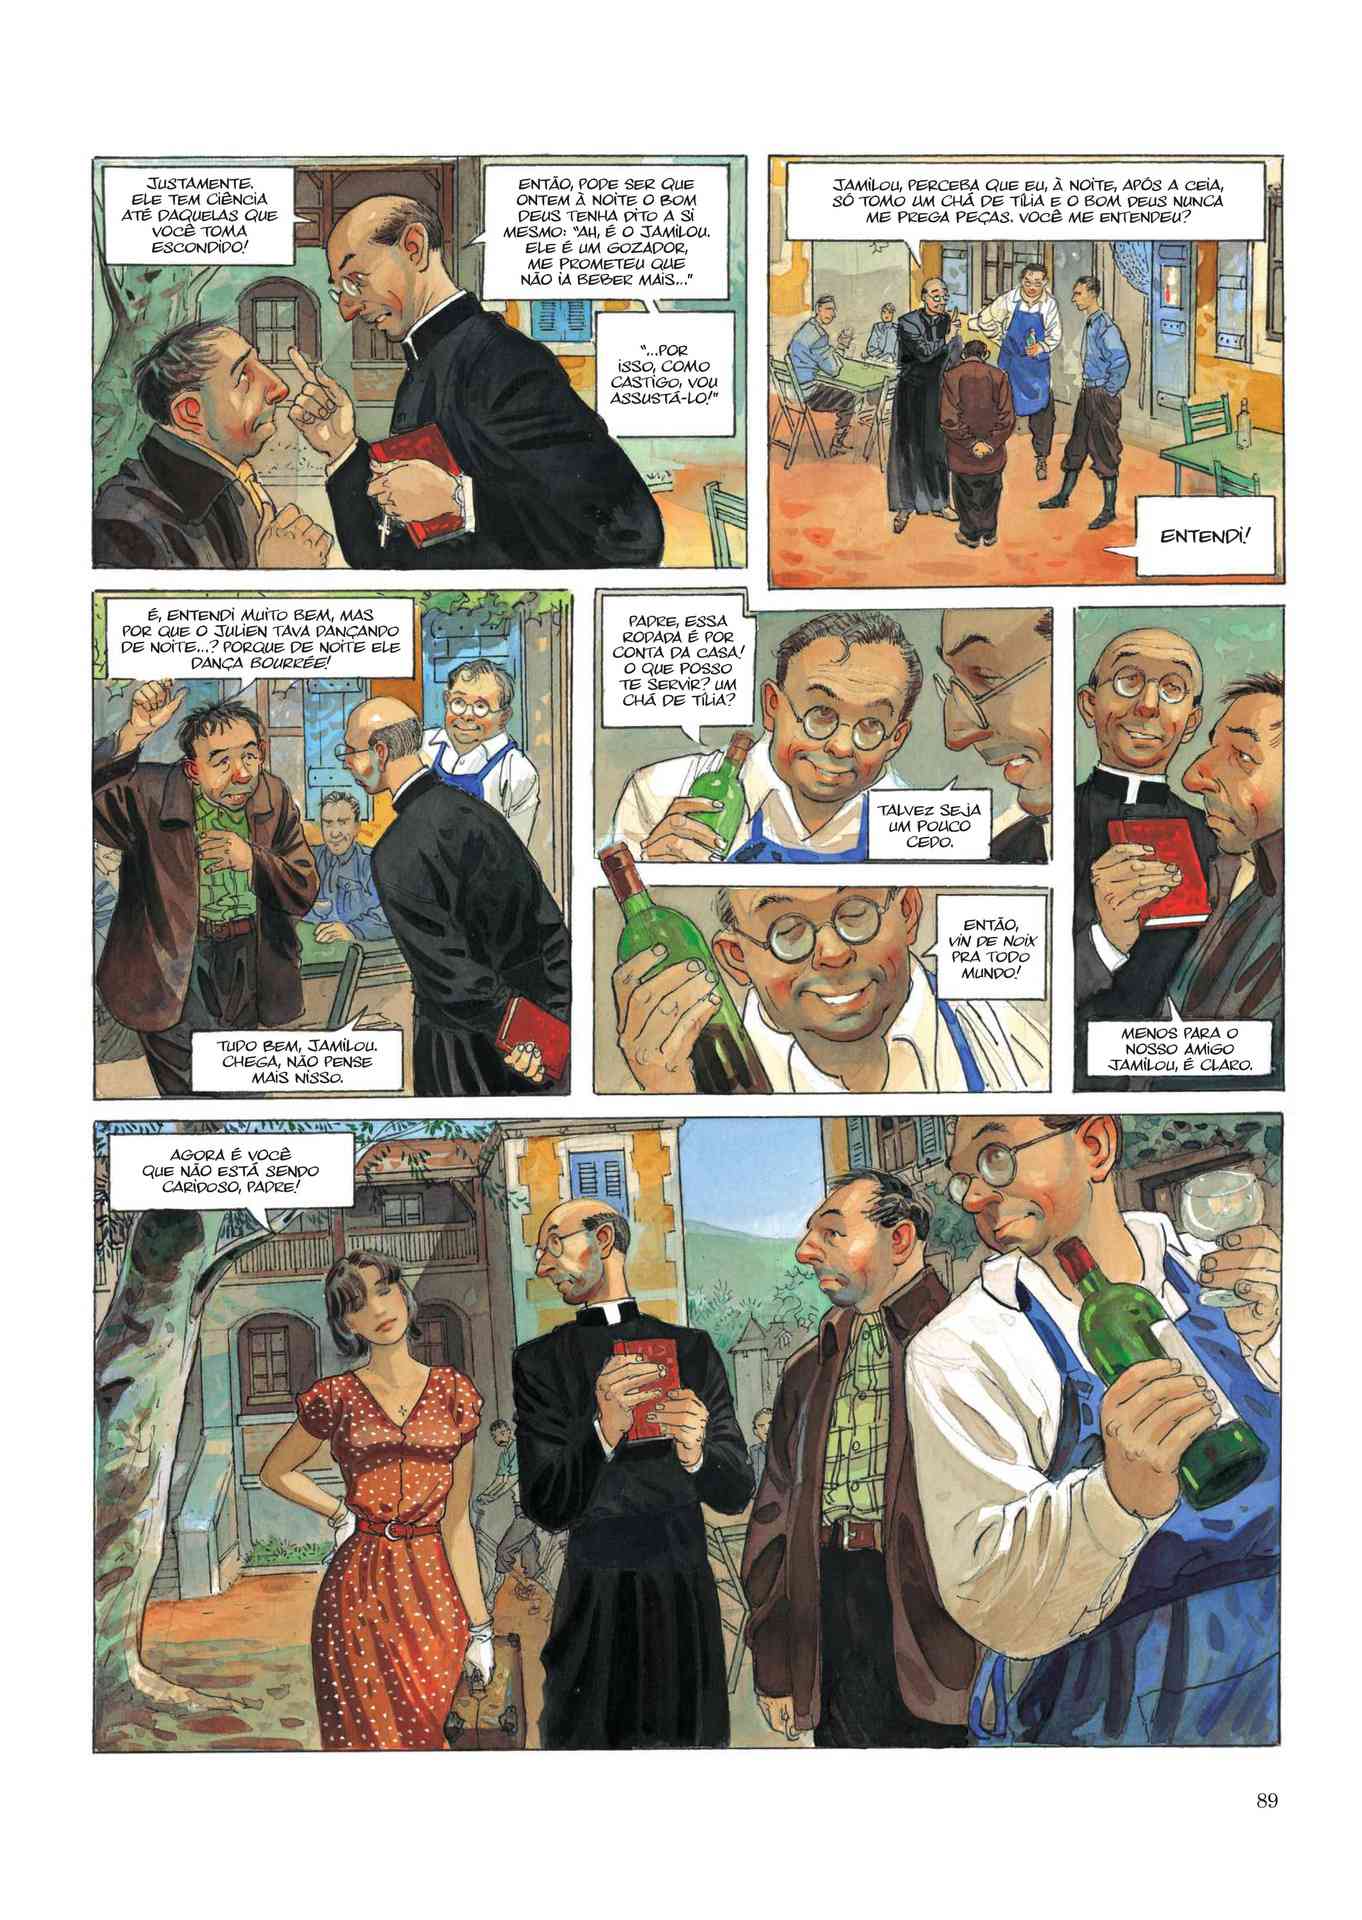 JUSTAMENTE.
ELE TEM CIÊNCIA
ATÉ DAQUELAS QUE
VOCÊ TOMA
ESCONDIDO!
ENTÃO, PODE SER QUE
ONTEM À NOITE O BOM
DEUS TENHA DITO A SI
MESMO: “AH, É O JAMILOU.
ELE É UM GOZADOR,
ME PROMETEU QUE
NÃO IA BEBER MAIS...”
“...POR
ISSO, COMO
CASTIGO, VOU
ASSUSTÁ-LO!”
JAMILOU, PERCEBA QUE EU, À NOITE, APÓS A CEIA,
SÓ TOMO UM CHÁ DE TÍLIA E O BOM DEUS NUNCA
ME PREGA PEÇAS. VOCÊ ME ENTENDEU?
ENTENDI!
É, ENTENDI MUITO BEM, MAS
POR QUE O JULIEN TAVA DANÇANDO
DE NOITE...? PORQUE DE NOITE ELE
DANÇA BOURRÉE!
TUDO BEM, JAMILOU.
CHEGA, NÃO PENSE
MAIS NISSO.
PADRE, ESSA
RODADA É POR
CONTA DA CASA!
O QUE POSSO
TE SERVIR? UM
CHÁ DE TÍLIA?
TALVEZ SEJA
UM POUCO
CEDO.
ENTÃO,
VIN DE NOIX
PRA TODO
MUNDO!
MENOS PARA O
NOSSO AMIGO
JAMILOU, É CLARO.
AGORA É VOCÊ
QUE NÃO ESTÁ SENDO
CARIDOSO, PADRE!
89